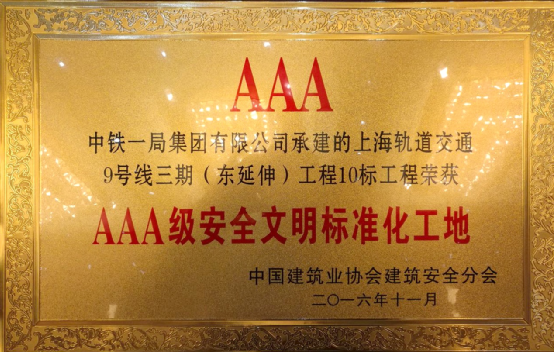 AAA
中铁一局集团有限公司承建的上海轨道交通
9号线三期（东延伸）工程10标工程荣获
AAA级安全文明标准化工地
中国建筑业协会建筑安全分会
二〇一六年十一月